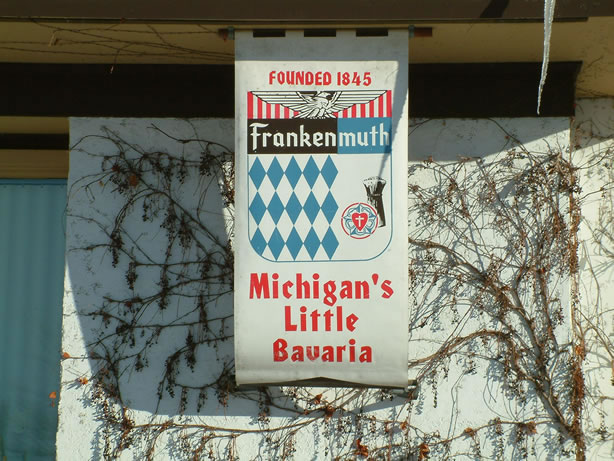 FOUNDED 1845
Frankenmuth
Michigan's
Little
Bavaria